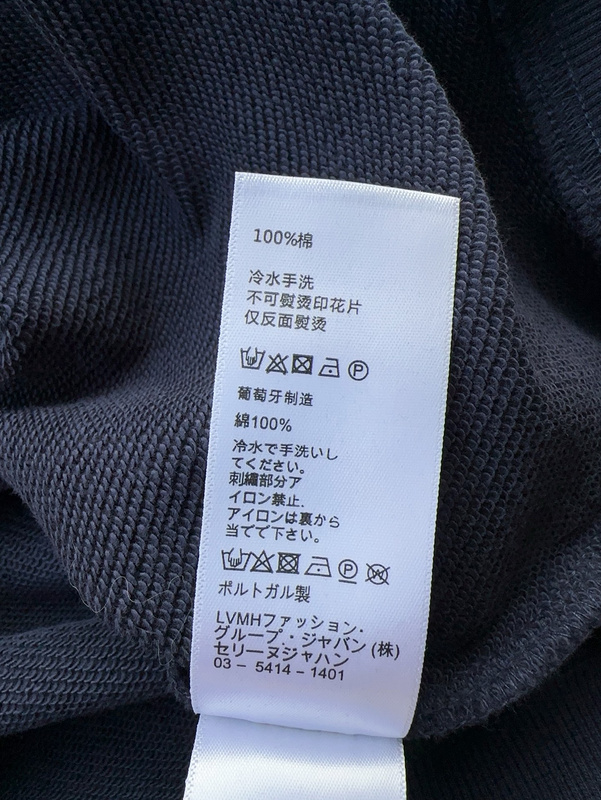 100%棉
冷水手洗
不可熨烫印花片
仅反面熨烫
P
葡萄牙制造
綿100%
冷水で手洗いし
てください。
刺繡部分ア
イロン禁止.
アイロンは裏から
当てて下さい。
P W
ポルトガル製
LVMHファッション.
グループ・ジャパン (株)
セリーヌジャハン
03 - 5414 - 1401